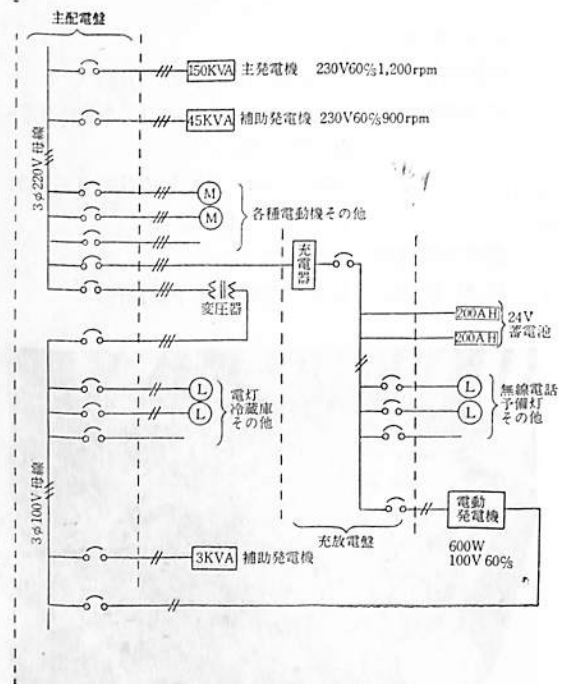 主配電盤
150KVA 主発電機 230V60%1,200rpm
45KVA 補助発電機 230V60%900rpm
3φ220V母線
M
M
各種電動機その他
充電器
変圧器
200AH
200AH
24V
蓄電池
L
L
電灯
冷蔵庫
その他
L
L
無線電話
予備灯
その他
3φ100V母線
電動
発電機
充放電盤
600W
100V 60%
3KVA 補助発電機